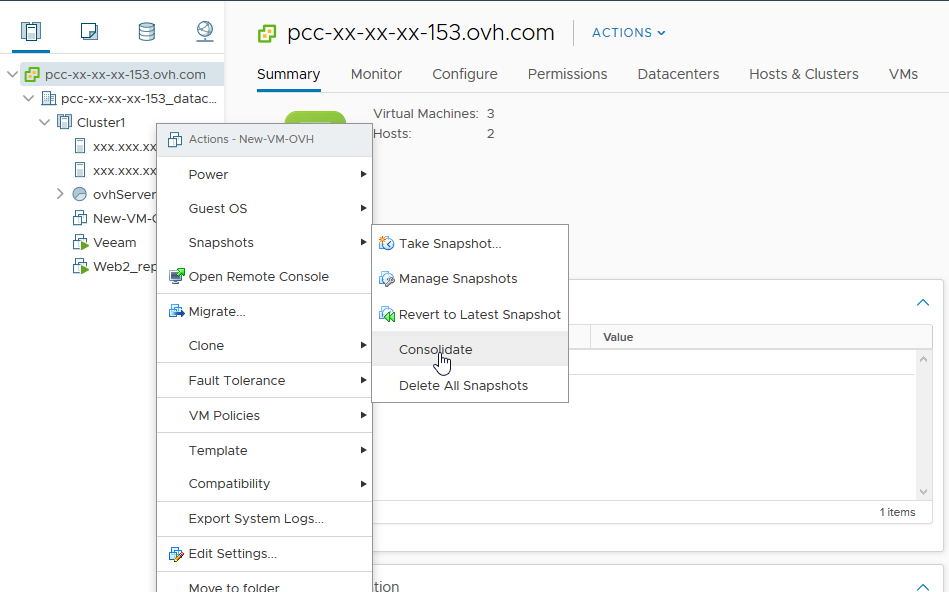 pcc-xx-xx-xx-153.ovh.com
ACTIONS
Summary
Monitor
Configure
Permissions
Datacenters
Hosts & Clusters
VMs
pcc-xx-xx-xx-153.ovh.com
pcc-xx-xx-xx-153_datac...
Cluster1
xxx.xxx.xx
xxx.xxx.xx
ovhServer
New-VM-
Veeam
Web2_rep
Virtual Machines: 3
Hosts: 2
Actions - New-VM-OVH
Power
Guest OS
Snapshots
Open Remote Console
Migrate...
Clone
Fault Tolerance
VM Policies
Template
Compatibility
Export System Logs...
Edit Settings...
Move to folder
Take Snapshot...
Manage Snapshots
Revert to Latest Snapshot
Consolidate
Delete All Snapshots
Value
1 items